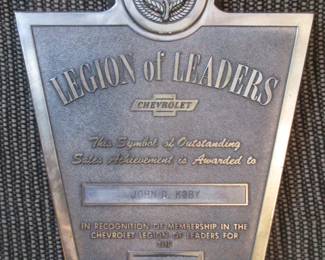 LEGION of LEADERS
CHEVROLET
This Symbol of Outstanding
Sales Achievement is Awarded to
JOHN R. KOBY
IN RECOGNITION OF MEMBERSHIP IN THE
CHEVROLET LEGION OF LEADERS FOR